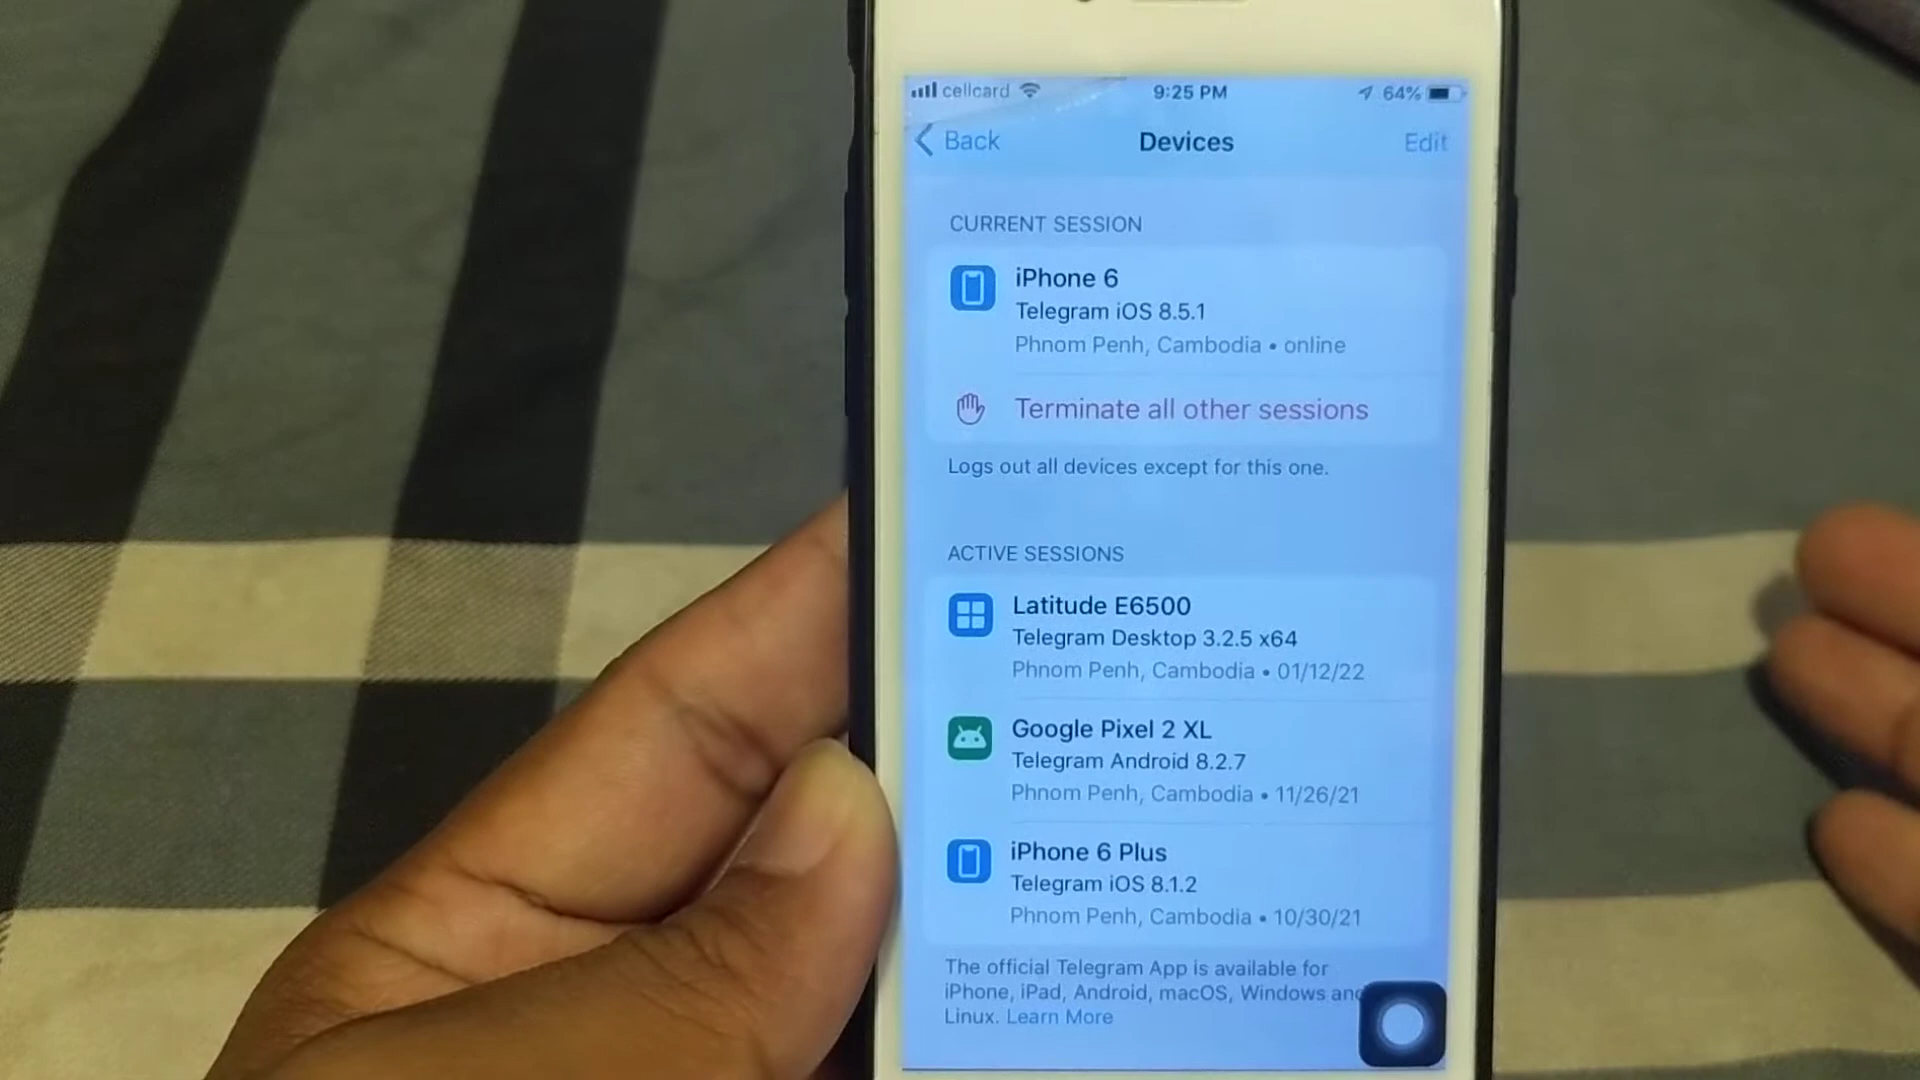 cellcard 9:25 PM 64%
Back Devices Edit
CURRENT SESSION
iPhone 6
Telegram iOS 8.5.1
Phnom Penh, Cambodia • online
Terminate all other sessions
Logs out all devices except for this one.
ACTIVE SESSIONS
Latitude E6500
Telegram Desktop 3.2.5 x64
Phnom Penh, Cambodia • 01/12/22
Google Pixel 2 XL
Telegram Android 8.2.7
Phnom Penh, Cambodia • 11/26/21
iPhone 6 Plus
Telegram iOS 8.1.2
Phnom Penh, Cambodia • 10/30/21
The official Telegram App is available for
iPhone, iPad, Android, macOS, Windows and
Linux. Learn More